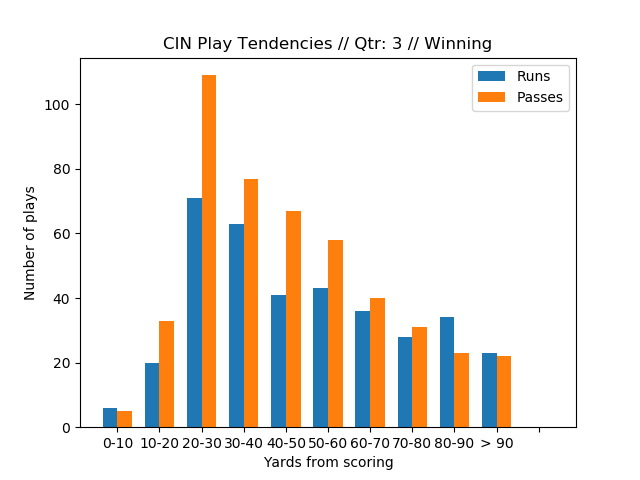 CIN Play Tendencies // Qtr: 3 // Winning
Runs
Passes
Number of plays
100
80
60
40
20
0
0-10 10-20 20-30 30-40 40-50 50-60 60-70 70-80 80-90 > 90
Yards from scoring